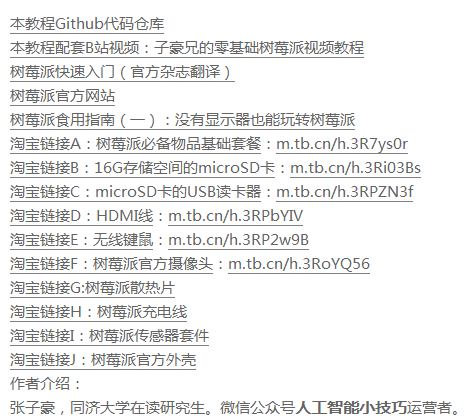 本教程Github代码仓库
本教程配套B站视频：子豪兄的零基础树莓派视频教程
树莓派快速入门（官方杂志翻译）
树莓派官方网站
树莓派食用指南（一）：没有显示器也能玩转树莓派
淘宝链接A：树莓派必备物品基础套餐：m.tb.cn/h.3R7ys0r
淘宝链接B：16G存储空间的microSD卡：m.tb.cn/h.3Ri03Bs
淘宝链接C：microSD卡的USB读卡器：m.tb.cn/h.3RPZN3f
淘宝链接D：HDMI线：m.tb.cn/h.3RPbYIV
淘宝链接E：无线键鼠：m.tb.cn/h.3RP2w9B
淘宝链接F：树莓派官方摄像头：m.tb.cn/h.3RoYQ56
淘宝链接G:树莓派散热片
淘宝链接H：树莓派充电线
淘宝链接I：树莓派传感器套件
淘宝链接J：树莓派官方外壳
作者介绍：
张子豪，同济大学在读研究生。微信公众号人工智能小技巧运营者。